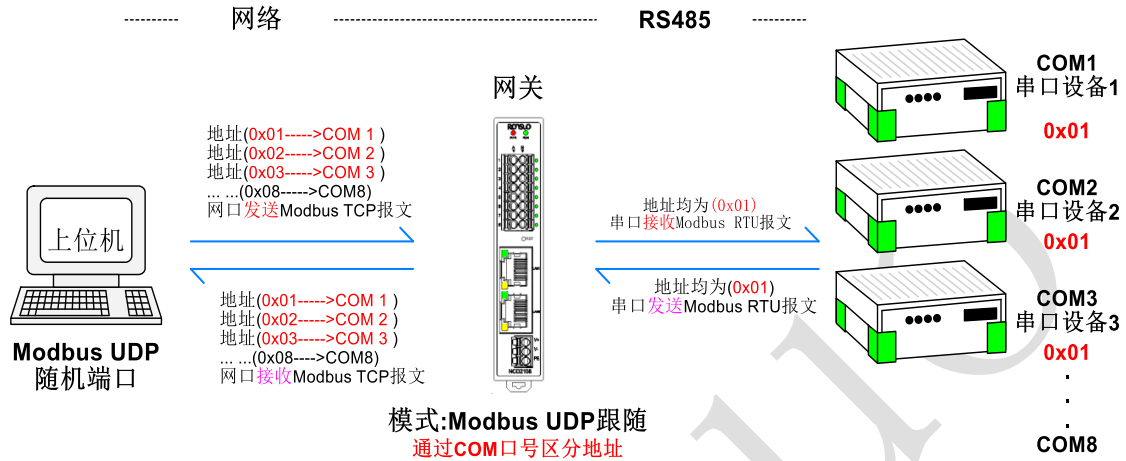 网络
RS485
网关
COM1
串口设备1
0x01
地址(0x01----->COM 1 )
地址(0x02----->COM 2 )
地址(0x03----->COM 3 )
... ...(0x08----->COM8)
网口发送Modbus TCP报文
上位机
地址均为(0x01)
串口接收Modbus RTU报文
COM2
串口设备2
0x01
地址(0x01----->COM 1 )
地址(0x02----->COM 2 )
地址(0x03----->COM 3 )
... ...(0x08---->COM8)
网口接收Modbus TCP报文
地址均为(0x01)
串口发送Modbus RTU报文
COM3
串口设备3
0x01
Modbus UDP
随机端口
V+
V-
PE
NCD2108
模式:Modbus UDP跟随
通过COM口号区分地址
COM8